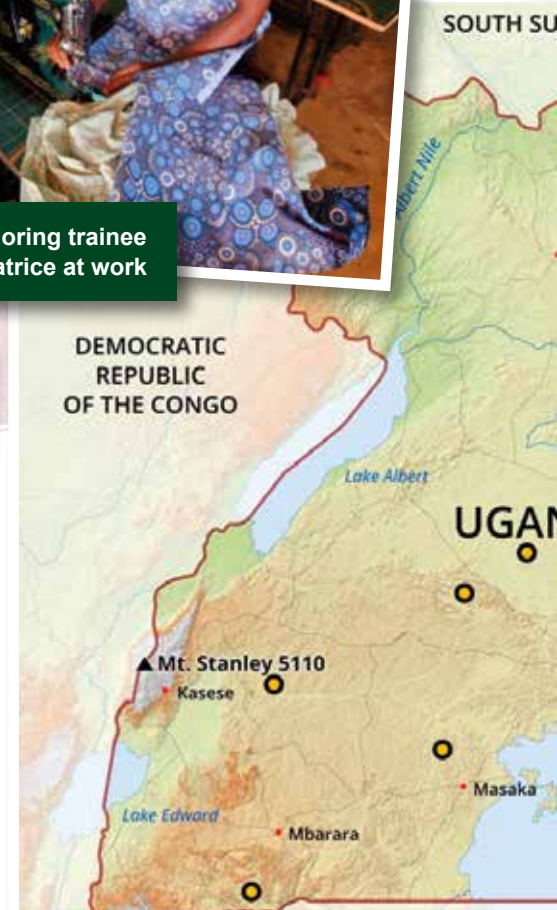 SOUTH SU
Albert Nile
oring trainee
atrice at work
DEMOCRATIC
REPUBLIC
OF THE CONGO
Lake Albert
UGAN
Mt. Stanley 5110
Kasese
Masaka
Lake Edward
Mbarara